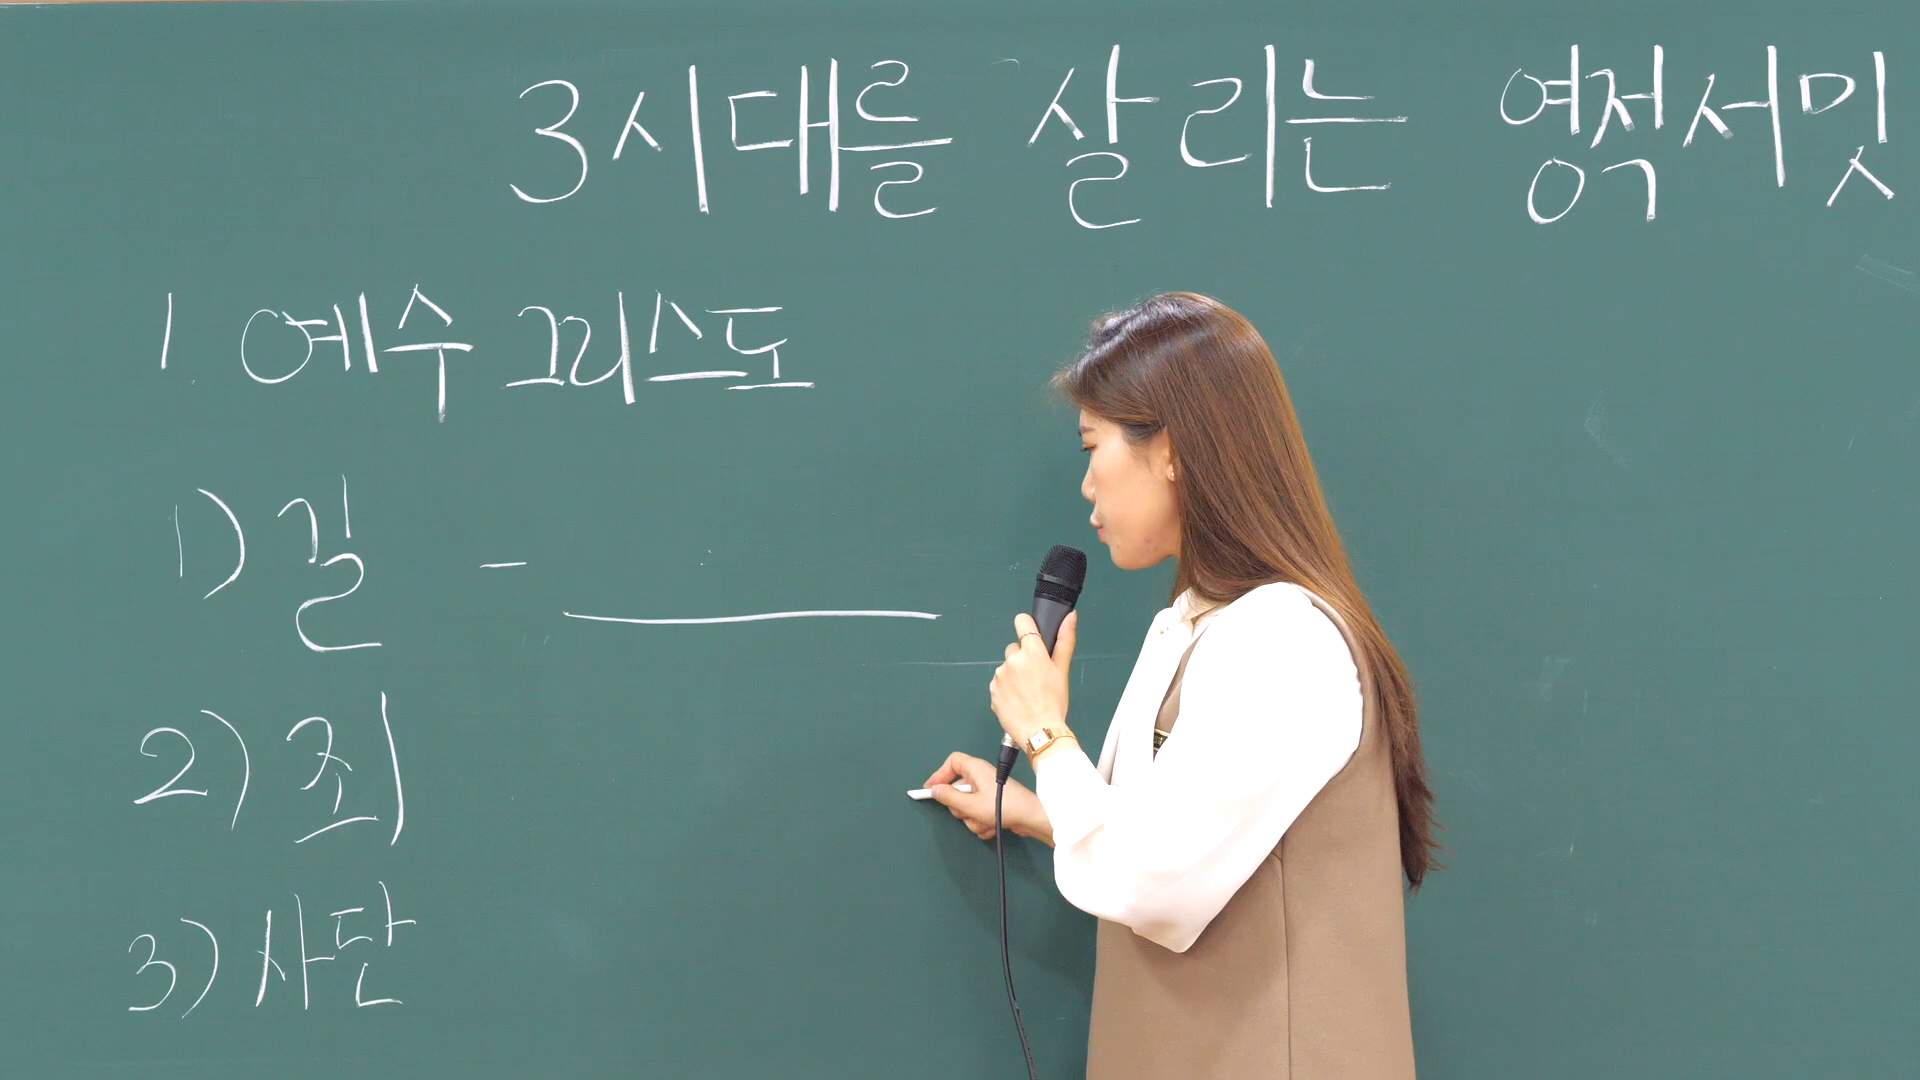 3시대를 살리는 영적서밋
1. 예수 그리스도
1) 길 - ________
2) 죄
3) 사단